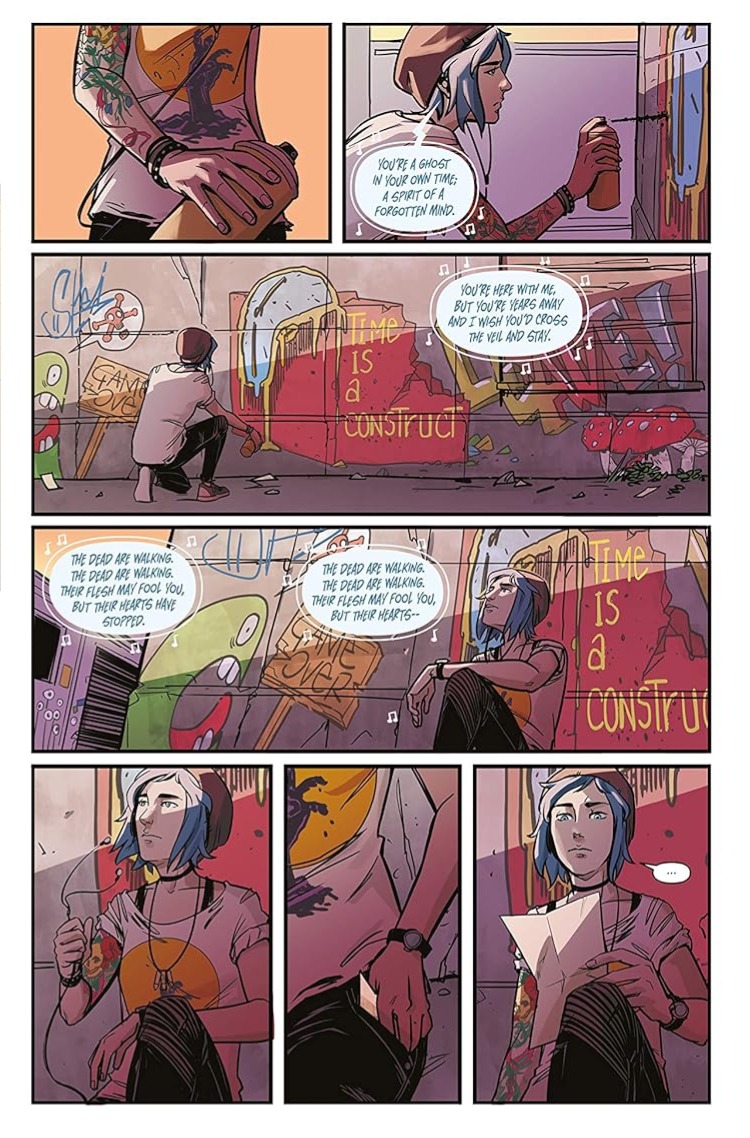 YOU'RE A GHOST
IN YOUR OWN TIME;
A SPIRIT OF A
FORGOTTEN MIND.
YOU'RE HERE WITH ME,
BUT YOU'RE YEARS AWAY
AND I WISH YOU'D CROSS
THE VEIL AND STAY.
GAME
OVER
TIME
IS
a
CONSTRUCT
THE DEAD ARE WALKING.
THE DEAD ARE WALKING.
THEIR FLESH MAY FOOL YOU,
BUT THEIR HEARTS HAVE
STOPPED.
THE DEAD ARE WALKING.
THE DEAD ARE WALKING.
THEIR FLESH MAY FOOL YOU,
BUT THEIR HEARTS--
GAME
OVER
TIME
IS
a
CONSTRU
...